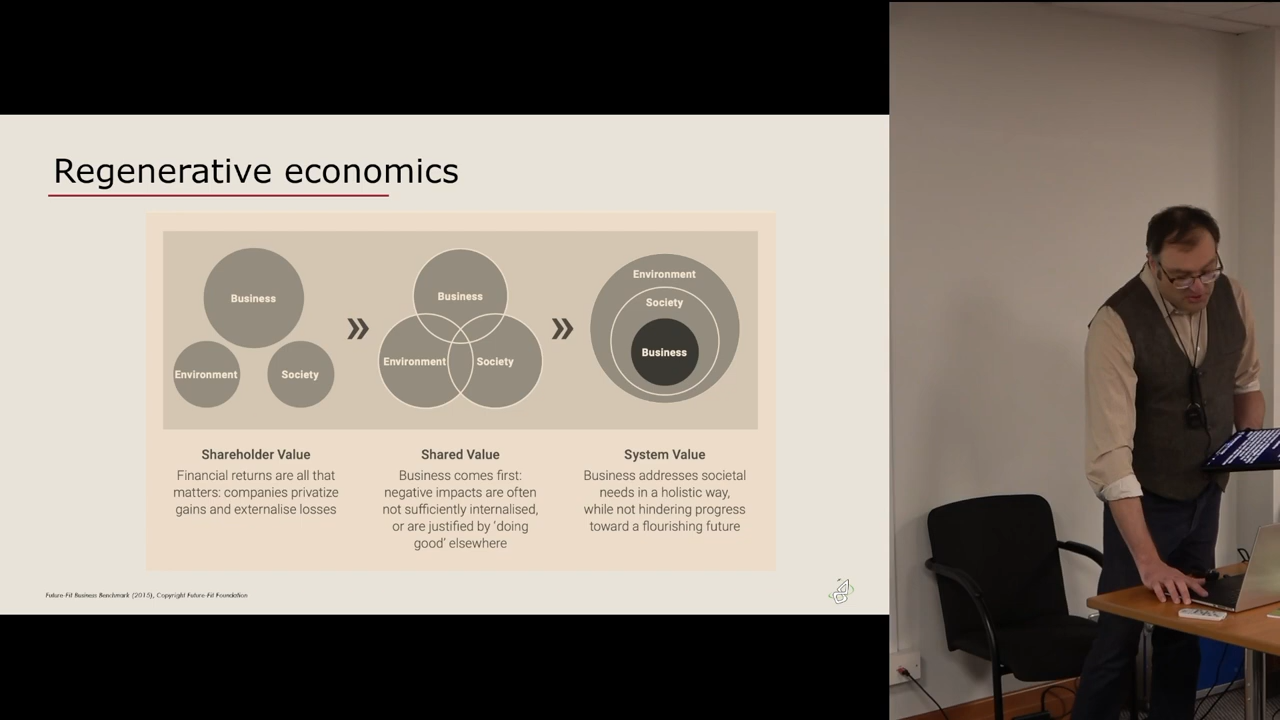 Regenerative economics
Business
Environment
Society
Business
Environment
Society
Environment
Society
Business
Shareholder Value
Financial returns are all that
matters: companies privatize
gains and externalise losses
Shared Value
Business comes first:
negative impacts are often
not sufficiently internalised,
or are justified by ‘doing
good’ elsewhere
System Value
Business addresses societal
needs in a holistic way,
while not hindering progress
toward a flourishing future
Future-Fit Business Benchmark (2015), Copyright Future-Fit Foundation